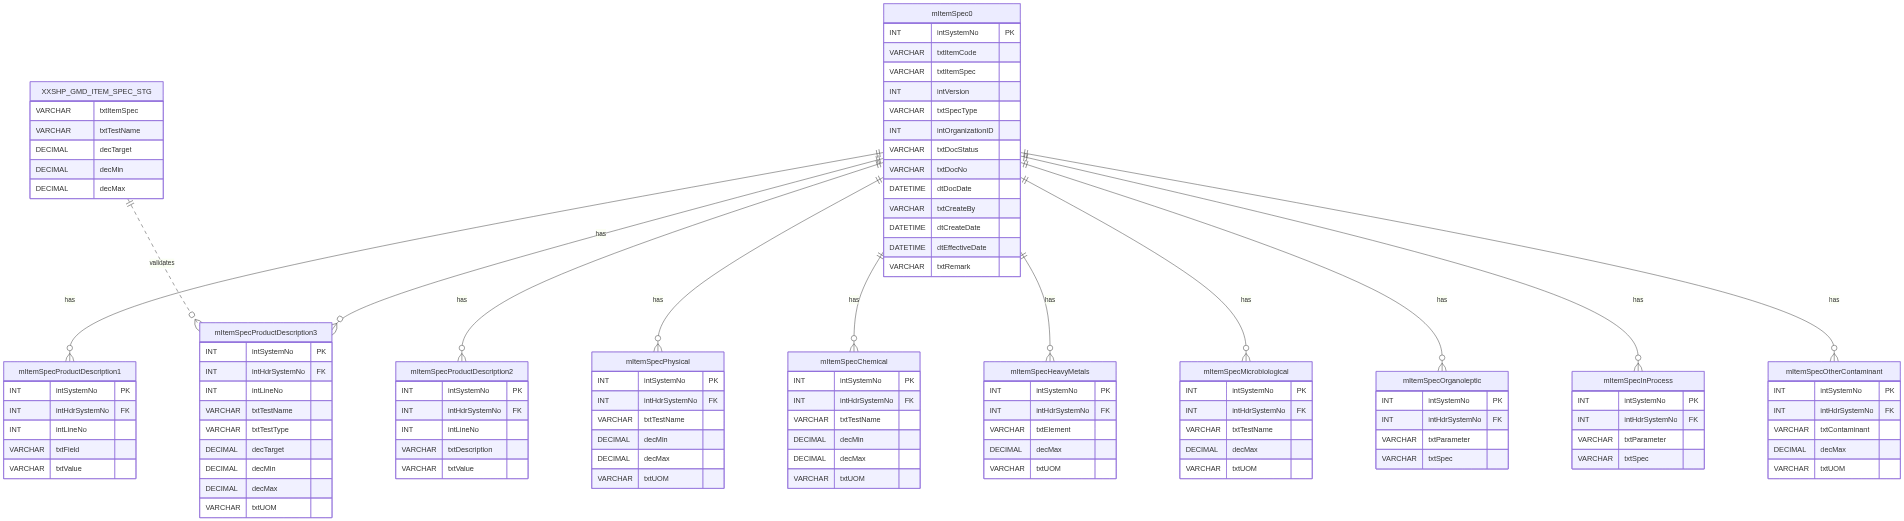 mItemSpec0
INT intSystemNo PK
VARCHAR txtItemCode
VARCHAR txtItemSpec
INT intVersion
VARCHAR txtSpecType
INT intOrganizationID
VARCHAR txtDocStatus
VARCHAR txtDocNo
DATETIME dtDocDate
VARCHAR txtCreateBy
DATETIME dtCreateDate
DATETIME dtEffectiveDate
VARCHAR txtRemark
XXSHP_GMD_ITEM_SPEC_STG
VARCHAR txtItemSpec
VARCHAR txtTestName
DECIMAL decTarget
DECIMAL decMin
DECIMAL decMax
has
validates
has
has
has
has
has
has
has
has
has
mItemSpecProductDescription1
INT intSystemNo PK
INT intHdrSystemNo FK
INT intLineNo
VARCHAR txtField
VARCHAR txtValue
mItemSpecProductDescription3
INT intSystemNo PK
INT intHdrSystemNo FK
INT intLineNo
VARCHAR txtTestName
VARCHAR txtTestType
DECIMAL decTarget
DECIMAL decMin
DECIMAL decMax
VARCHAR txtUOM
mItemSpecProductDescription2
INT intSystemNo PK
INT intHdrSystemNo FK
INT intLineNo
VARCHAR txtDescription
VARCHAR txtValue
mItemSpecPhysical
INT intSystemNo PK
INT intHdrSystemNo FK
VARCHAR txtTestName
DECIMAL decMin
DECIMAL decMax
VARCHAR txtUOM
mItemSpecChemical
INT intSystemNo PK
INT intHdrSystemNo FK
VARCHAR txtTestName
DECIMAL decMin
DECIMAL decMax
VARCHAR txtUOM
mItemSpecHeavyMetals
INT intSystemNo PK
INT intHdrSystemNo FK
VARCHAR txtElement
DECIMAL decMax
VARCHAR txtUOM
mItemSpecMicrobiological
INT intSystemNo PK
INT intHdrSystemNo FK
VARCHAR txtTestName
DECIMAL decMax
VARCHAR txtUOM
mItemSpecOrganoleptic
INT intSystemNo PK
INT intHdrSystemNo FK
VARCHAR txtParameter
VARCHAR txtSpec
mItemSpecInProcess
INT intSystemNo PK
INT intHdrSystemNo FK
VARCHAR txtParameter
VARCHAR txtSpec
mItemSpecOtherContaminant
INT intSystemNo PK
INT intHdrSystemNo FK
VARCHAR txtContaminant
DECIMAL decMax
VARCHAR txtUOM